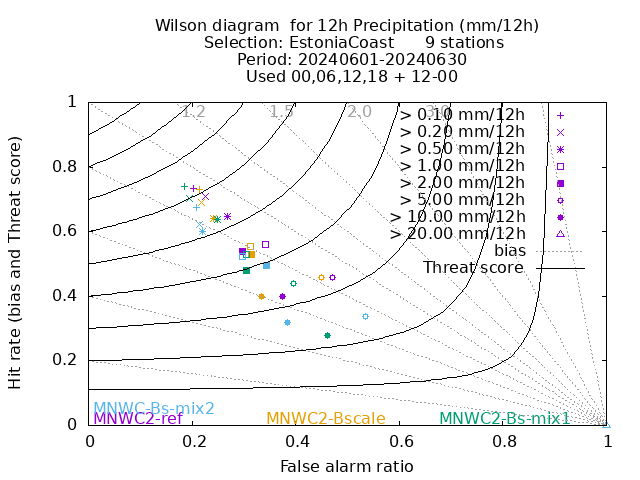 Wilson diagram  for 12h Precipitation (mm/12h)
Selection: EstoniaCoast      9 stations
Period: 20240601-20240630
Used 00,06,12,18 + 12-00
1.2 1.5 2.0 3.0
> 0.10 mm/12h
> 0.20 mm/12h
> 0.50 mm/12h
> 1.00 mm/12h
> 2.00 mm/12h
> 5.00 mm/12h
> 10.00 mm/12h
> 20.00 mm/12h
bias
Threat score
Hit rate (bias and Threat score)
1
0.8
0.6
0.4
0.2
0
MNWC-Bs-mix2
MNWC2-ref MNWC2-Bscale MNWC2-Bs-mix1
0 0.2 0.4 0.6 0.8 1
False alarm ratio